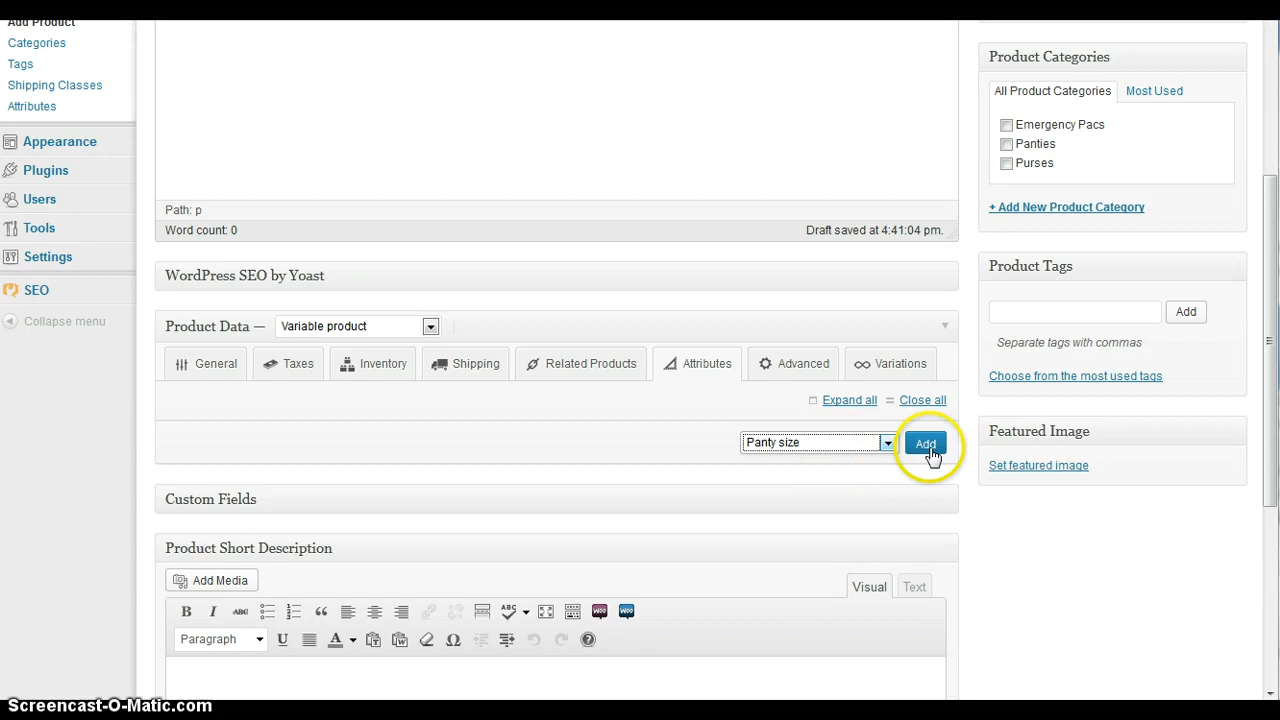 Add Product
Categories
Tags
Shipping Classes
Attributes
Appearance
Plugins
Users
Tools
Settings
SEO
Collapse menu
Path: p
Word count: 0 Draft saved at 4:41:04 pm.
WordPress SEO by Yoast
Product Data — Variable product
General Taxes Inventory Shipping Related Products Attributes Advanced Variations
Expand all Close all
Panty size Add
Custom Fields
Product Short Description
Add Media Visual Text
B I ABC ABC
Paragraph U A Ω ?
Product Categories
All Product Categories Most Used
Emergency Pacs
Panties
Purses
+ Add New Product Category
Product Tags
Add
Separate tags with commas
Choose from the most used tags
Featured Image
Set featured image
Screencast-O-Matic.com